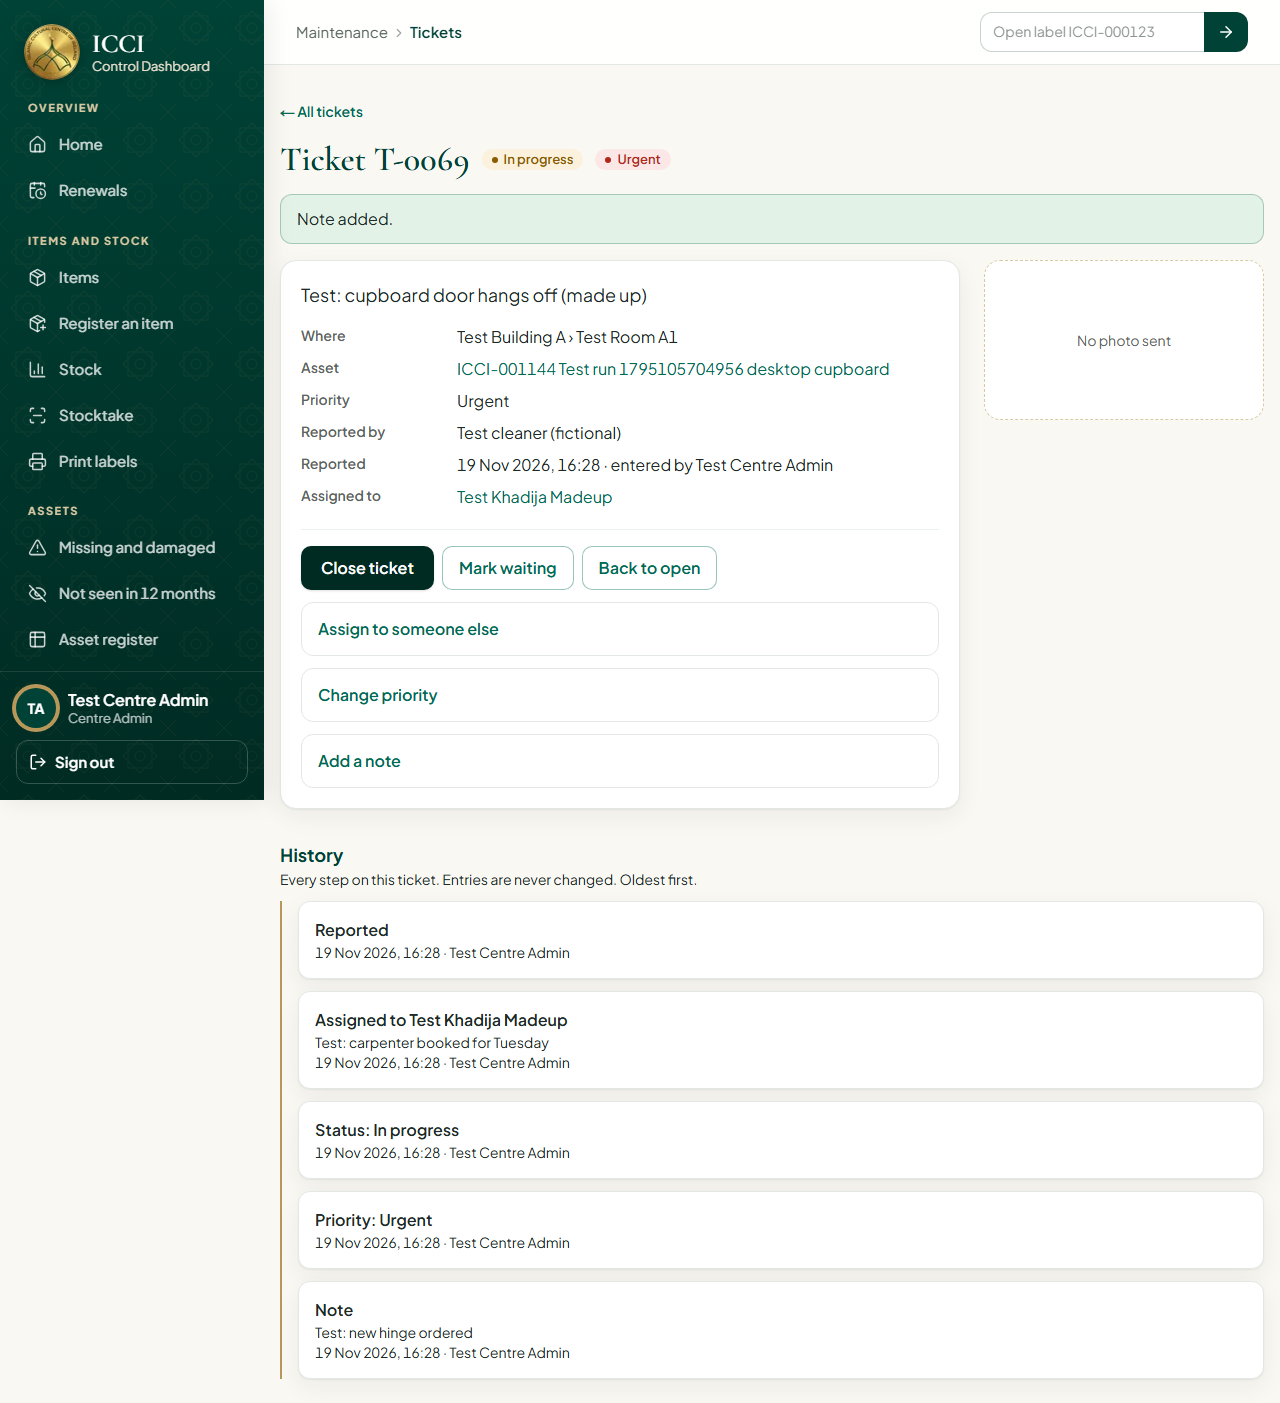 ICCI
Control Dashboard
OVERVIEW
Home
Renewals
ITEMS AND STOCK
Items
Register an item
Stock
Stocktake
Print labels
ASSETS
Missing and damaged
Not seen in 12 months
Asset register
TA
Test Centre Admin
Centre Admin
Sign out
Maintenance › Tickets
Open label ICCI-000123
← All tickets
Ticket T-0069
In progress
Urgent
Note added.
Test: cupboard door hangs off (made up)
Where Test Building A › Test Room A1
Asset ICCI-001144 Test run 1795105704956 desktop cupboard
Priority Urgent
Reported by Test cleaner (fictional)
Reported 19 Nov 2026, 16:28 · entered by Test Centre Admin
Assigned to Test Khadija Madeup
Close ticket
Mark waiting
Back to open
Assign to someone else
Change priority
Add a note
No photo sent
History
Every step on this ticket. Entries are never changed. Oldest first.
Reported
19 Nov 2026, 16:28 · Test Centre Admin
Assigned to Test Khadija Madeup
Test: carpenter booked for Tuesday
19 Nov 2026, 16:28 · Test Centre Admin
Status: In progress
19 Nov 2026, 16:28 · Test Centre Admin
Priority: Urgent
19 Nov 2026, 16:28 · Test Centre Admin
Note
Test: new hinge ordered
19 Nov 2026, 16:28 · Test Centre Admin